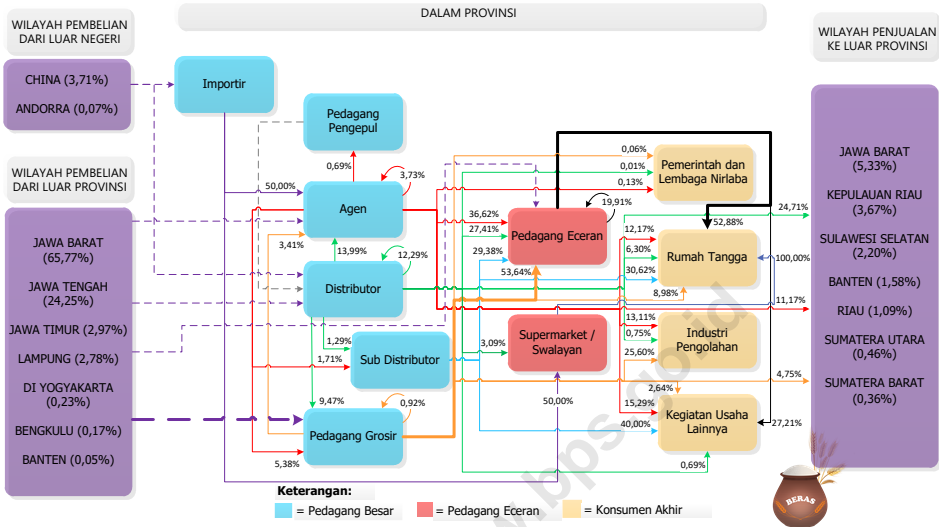 DALAM PROVINSI
WILAYAH PEMBELIAN
DARI LUAR NEGERI
CHINA (3,71%)
ANDORRA (0,07%)
WILAYAH PEMBELIAN
DARI LUAR PROVINSI
JAWA BARAT
(65,77%)
JAWA TENGAH
(24,25%)
JAWA TIMUR (2,97%)
LAMPUNG (2,78%)
DI YOGYAKARTA
(0,23%)
BENGKULU (0,17%)
BANTEN (0,05%)
Importir
Pedagang
Pengepul
0,69%
3,73%
50,00%
Agen
3,41%
13,99%
12,29%
Distributor
1,29%
1,71%
Sub Distributor
9,47%
0,92%
Pedagang Grosir
5,38%
36,62%
27,41%
29,38%
53,64%
19,91%
Pedagang Eceran
3,09%
Supermarket /
Swalayan
50,00%
0,06%
0,01%
0,13%
Pemerintah dan
Lembaga Nirlaba
52,88%
12,17%
6,30%
30,62%
8,98%
Rumah Tangga
13,11%
0,75%
25,60%
Industri
Pengolahan
2,64%
15,29%
40,00%
Kegiatan Usaha
Lainnya
0,69%
24,71%
100,00%
11,17%
4,75%
27,21%
WILAYAH PENJUALAN
KE LUAR PROVINSI
JAWA BARAT
(5,33%)
KEPULAUAN RIAU
(3,67%)
SULAWESI SELATAN
(2,20%)
BANTEN (1,58%)
RIAU (1,09%)
SUMATERA UTARA
(0,46%)
SUMATERA BARAT
(0,36%)
BERAS
Keterangan:
= Pedagang Besar
= Pedagang Eceran
= Konsumen Akhir
w.bps.go.id